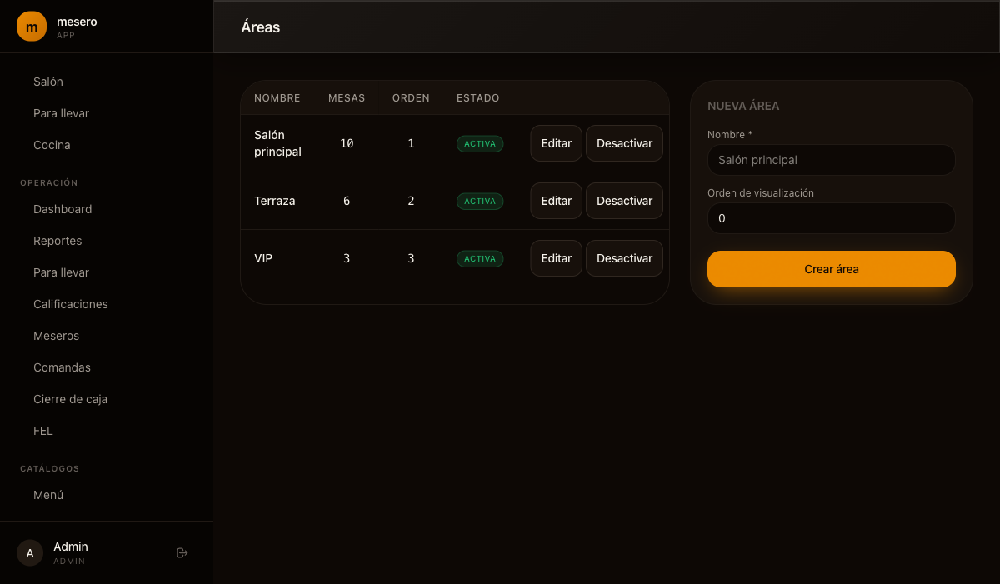 m
mesero
APP
Salón
Para llevar
Cocina
OPERACIÓN
Dashboard
Reportes
Para llevar
Calificaciones
Meseros
Comandas
Cierre de caja
FEL
CATÁLOGOS
Menú
A
Admin
ADMIN
Áreas
NOMBRE MESAS ORDEN ESTADO
Salón
principal 10 1 ACTIVA Editar Desactivar
Terraza 6 2 ACTIVA Editar Desactivar
VIP 3 3 ACTIVA Editar Desactivar
NUEVA ÁREA
Nombre *
Salón principal
Orden de visualización
0
Crear área